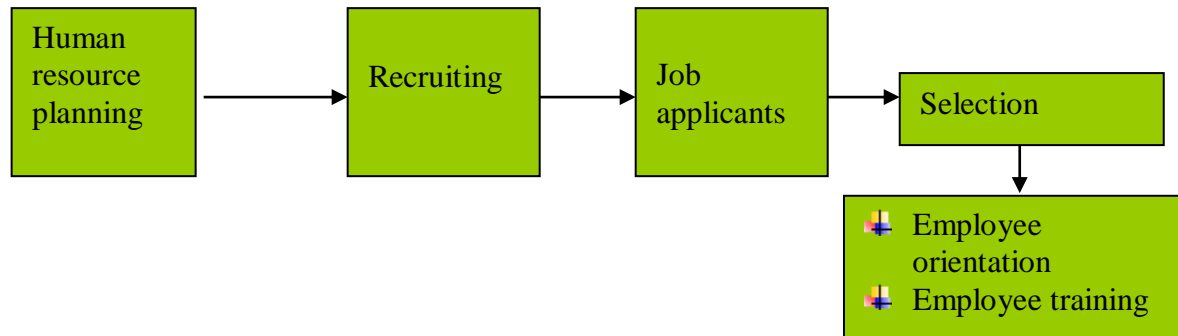 Human
resource
planning
Recruiting
Job
applicants
Selection
Employee
orientation
Employee training